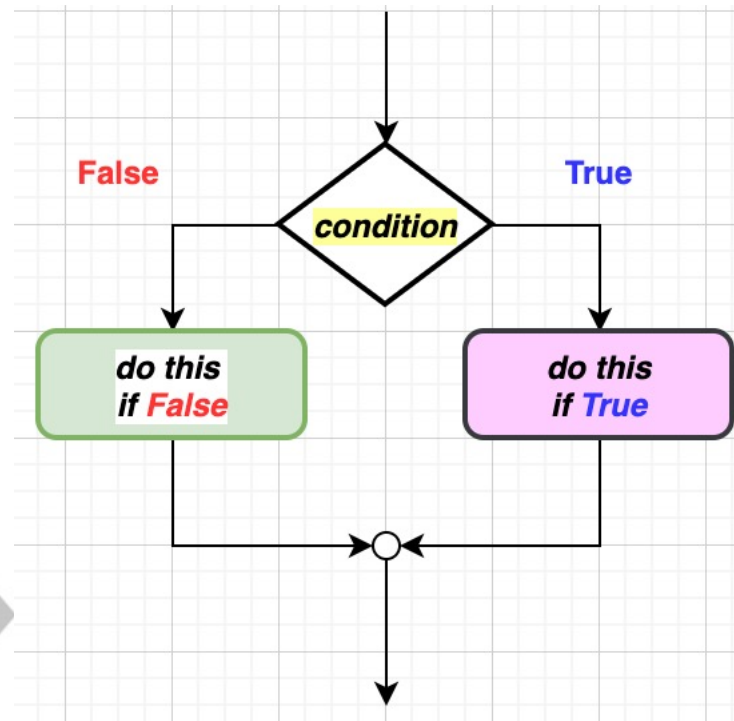 False
True
condition
do this
if False
do this
if True